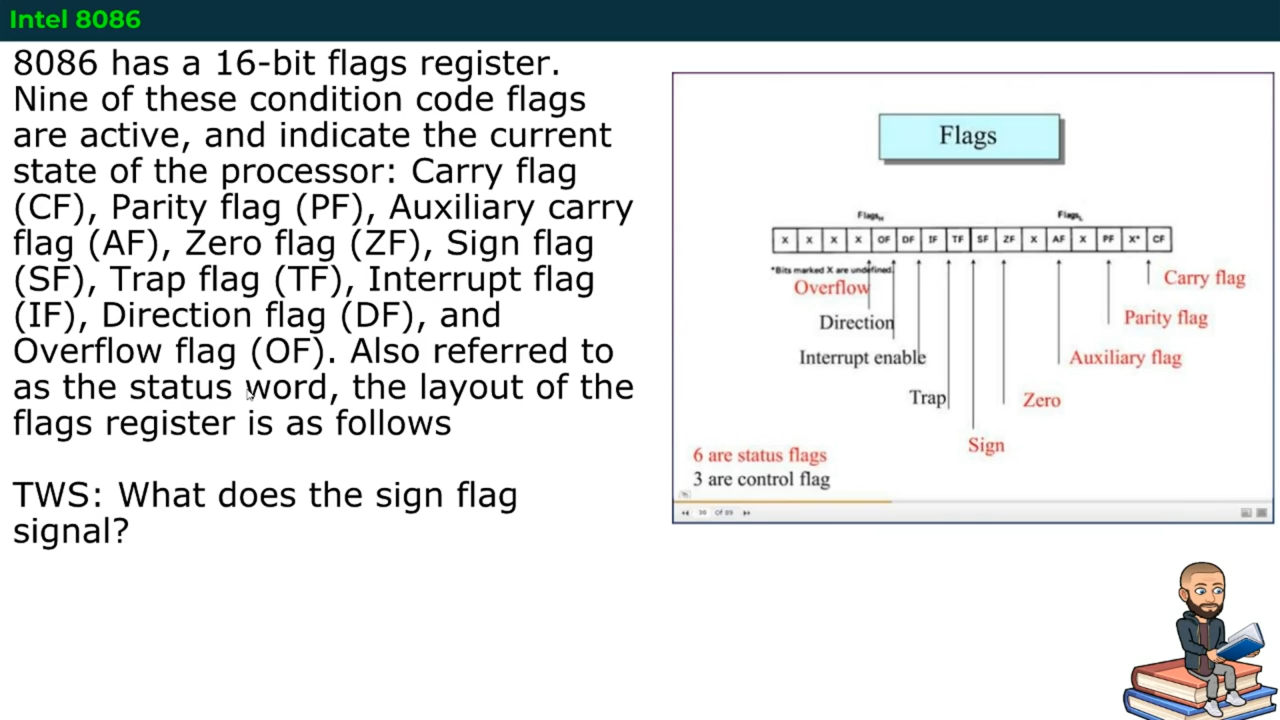 Intel 8086
8086 has a 16-bit flags register.
Nine of these condition code flags
are active, and indicate the current
state of the processor: Carry flag
(CF), Parity flag (PF), Auxiliary carry
flag (AF), Zero flag (ZF), Sign flag
(SF), Trap flag (TF), Interrupt flag
(IF), Direction flag (DF), and
Overflow flag (OF). Also referred to
as the status word, the layout of the
flags register is as follows
TWS: What does the sign flag
signal?
Flags
FlagsH FlagsL
X X X X OF DF IF TF SF ZF X AF X PF X* CF
*Bits marked X are undefined.
Overflow
Carry flag
Direction
Parity flag
Interrupt enable
Auxiliary flag
Trap
Zero
Sign
6 are status flags
3 are control flag
of 89